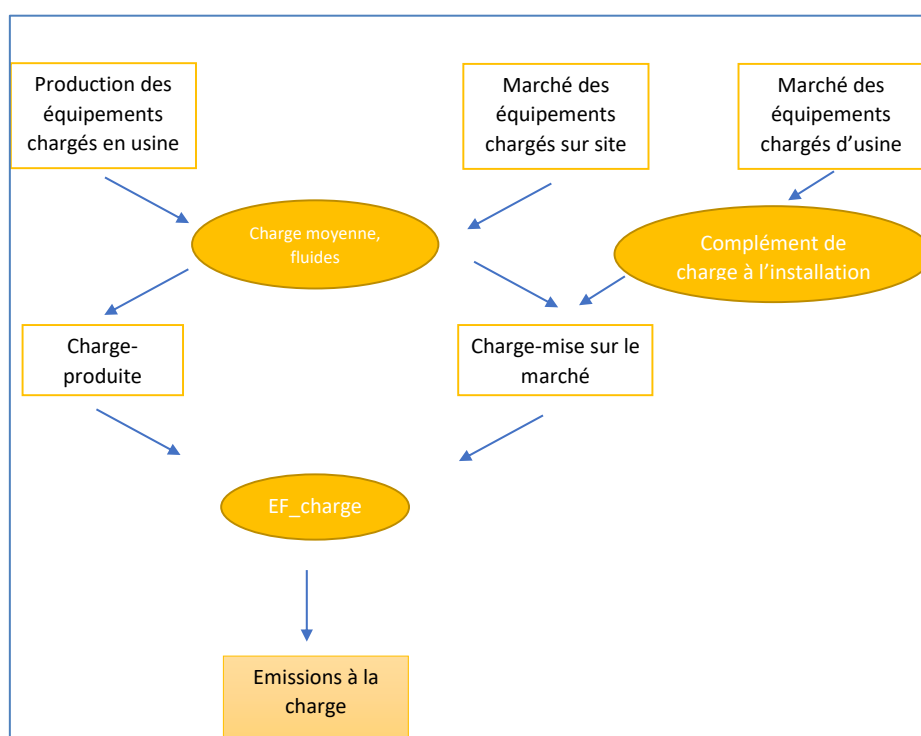 Production des
équipements
chargés en usine
Marché des
équipements
chargés sur site
Marché des
équipements
chargés d’usine
Charge moyenne,
fluides
Complément de
charge à l’installation
Charge-
produite
Charge-mise sur le
marché
EF_charge
Emissions à la
charge